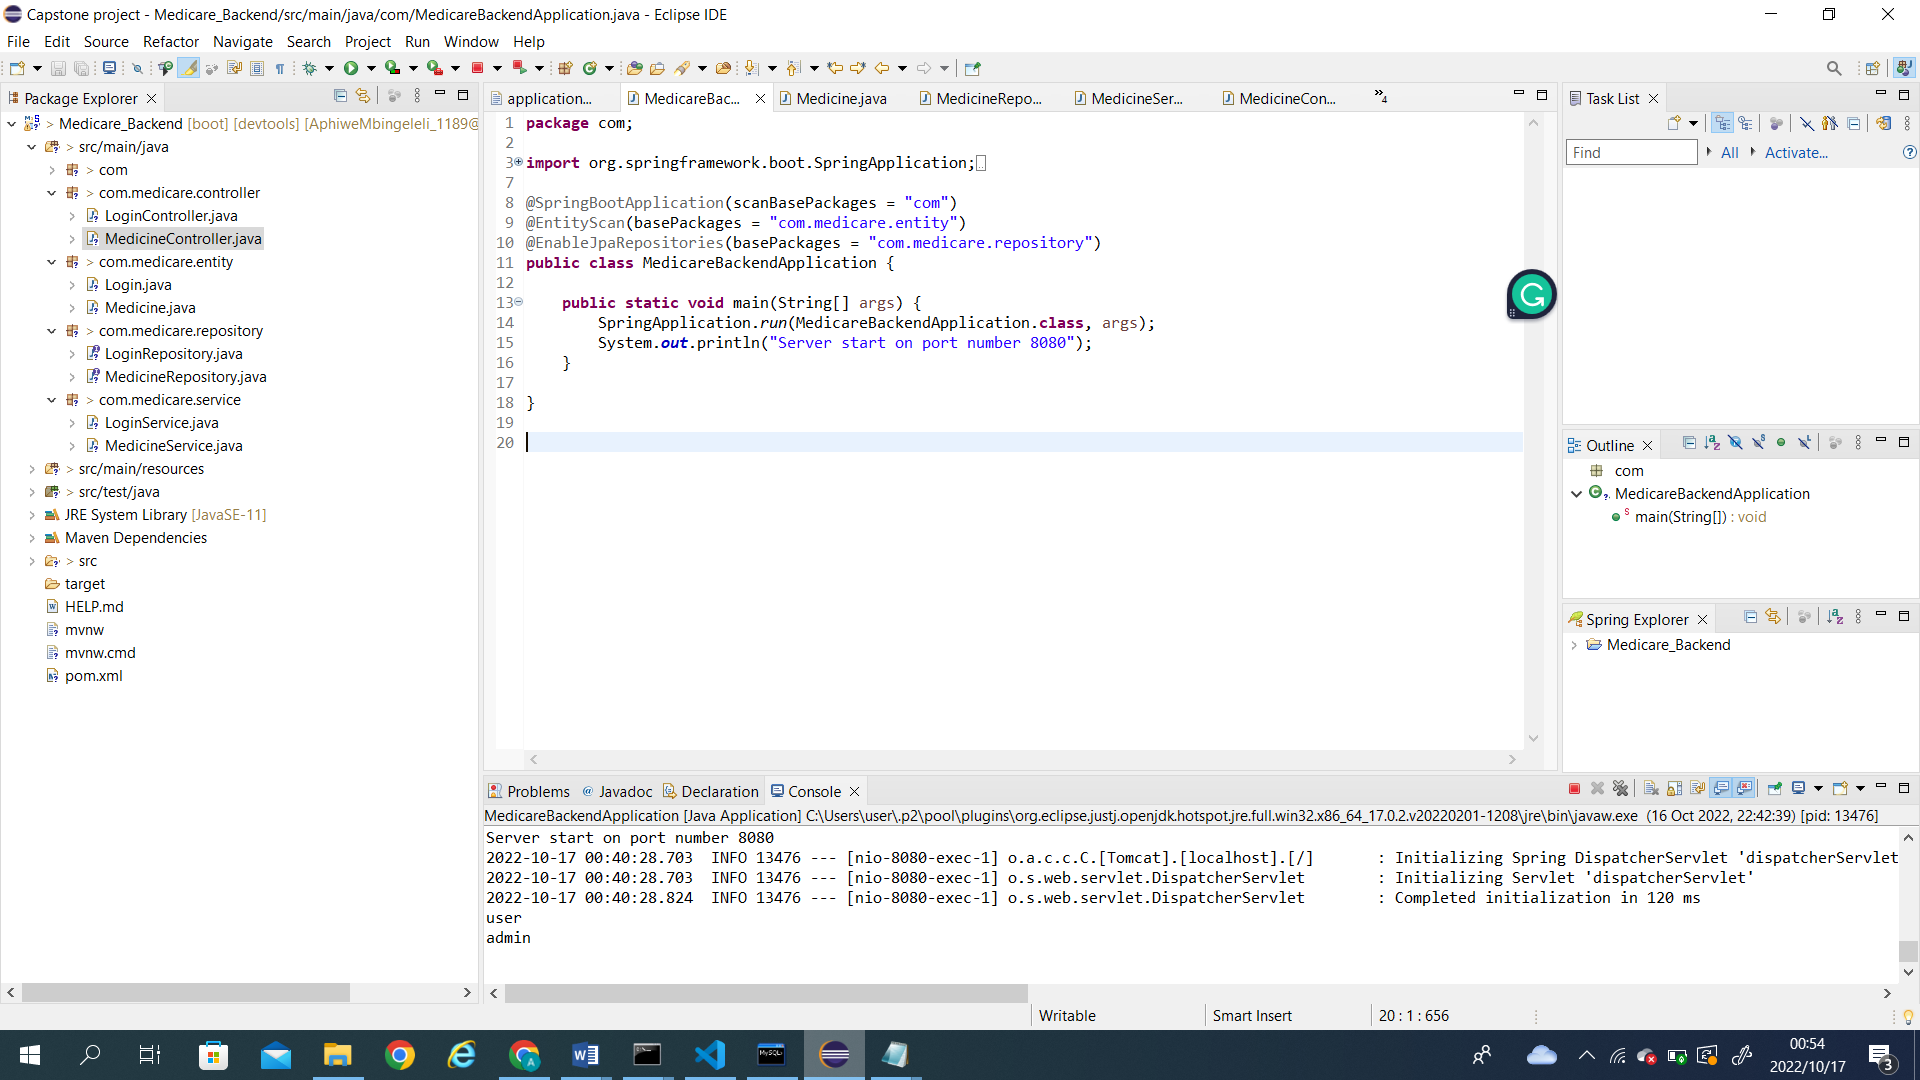 Capstone project - Medicare_Backend/src/main/java/com/MedicareBackendApplication.java - Eclipse IDE
File Edit Source Refactor Navigate Search Project Run Window Help
Package Explorer
Medicare_Backend [boot] [devtools] [AphiweMbingeleli_1189@
> src/main/java
> com
> com.medicare.controller
LoginController.java
MedicineController.java
> com.medicare.entity
Login.java
Medicine.java
> com.medicare.repository
LoginRepository.java
MedicineRepository.java
> com.medicare.service
LoginService.java
MedicineService.java
> src/main/resources
> src/test/java
JRE System Library [JavaSE-11]
Maven Dependencies
> src
target
HELP.md
mvnw
mvnw.cmd
pom.xml
application... MedicareBac... Medicine.java MedicineRepo... MedicineSer... MedicineCon... »4
1 package com;
2
3 import org.springframework.boot.SpringApplication;
7
8 @SpringBootApplication(scanBasePackages = "com")
9 @EntityScan(basePackages = "com.medicare.entity")
10 @EnableJpaRepositories(basePackages = "com.medicare.repository")
11 public class MedicareBackendApplication {
12
13 public static void main(String[] args) {
14 SpringApplication.run(MedicareBackendApplication.class, args);
15 System.out.println("Server start on port number 8080");
16 }
17
18 }
19
20
Task List
Find All Activate...
Outline
com
MedicareBackendApplication
main(String[]) : void
Spring Explorer
Medicare_Backend
Problems Javadoc Declaration Console
MedicareBackendApplication [Java Application] C:\Users\user\.p2\pool\plugins\org.eclipse.justj.openjdk.hotspot.jre.full.win32.x86_64_17.0.2.v20220201-1208\jre\bin\javaw.exe (16 Oct 2022, 22:42:39) [pid: 13476]
Server start on port number 8080
2022-10-17 00:40:28.703 INFO 13476 --- [nio-8080-exec-1] o.a.c.c.C.[Tomcat].[localhost].[/] : Initializing Spring DispatcherServlet 'dispatcherServlet
2022-10-17 00:40:28.703 INFO 13476 --- [nio-8080-exec-1] o.s.web.servlet.DispatcherServlet : Initializing Servlet 'dispatcherServlet'
2022-10-17 00:40:28.824 INFO 13476 --- [nio-8080-exec-1] o.s.web.servlet.DispatcherServlet : Completed initialization in 120 ms
user
admin
Writable Smart Insert 20 : 1 : 656
00:54
2022/10/17
3